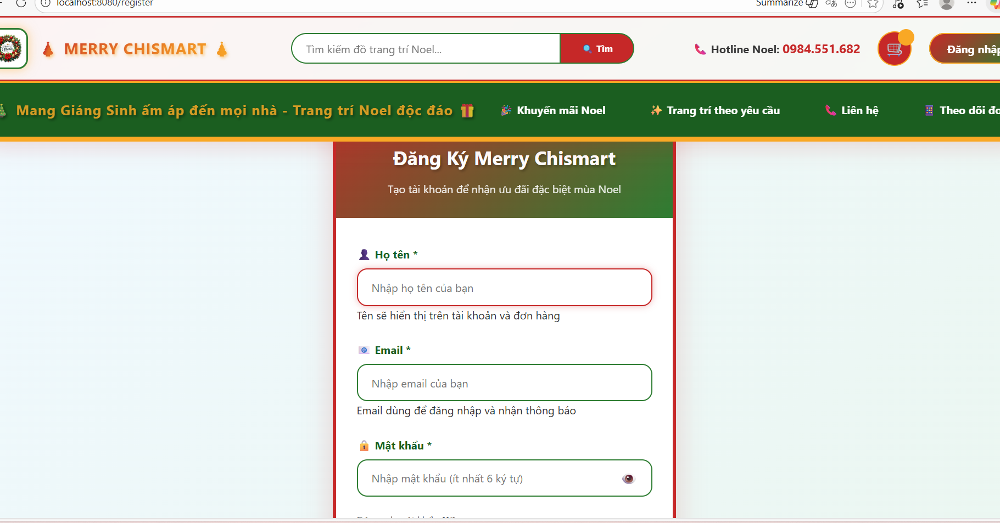 localhost:8080/register
Summarize
MERRY CHISMART
Tìm kiếm đồ trang trí Noel...
Tìm
Hotline Noel: 0984.551.682
Đăng nhập
Mang Giáng Sinh ấm áp đến mọi nhà - Trang trí Noel độc đáo
Khuyến mãi Noel
Trang trí theo yêu cầu
Liên hệ
Theo dõi đơ
Đăng Ký Merry Chismart
Tạo tài khoản để nhận ưu đãi đặc biệt mùa Noel
Họ tên *
Nhập họ tên của bạn
Tên sẽ hiển thị trên tài khoản và đơn hàng
Email *
Nhập email của bạn
Email dùng để đăng nhập và nhận thông báo
Mật khẩu *
Nhập mật khẩu (ít nhất 6 ký tự)